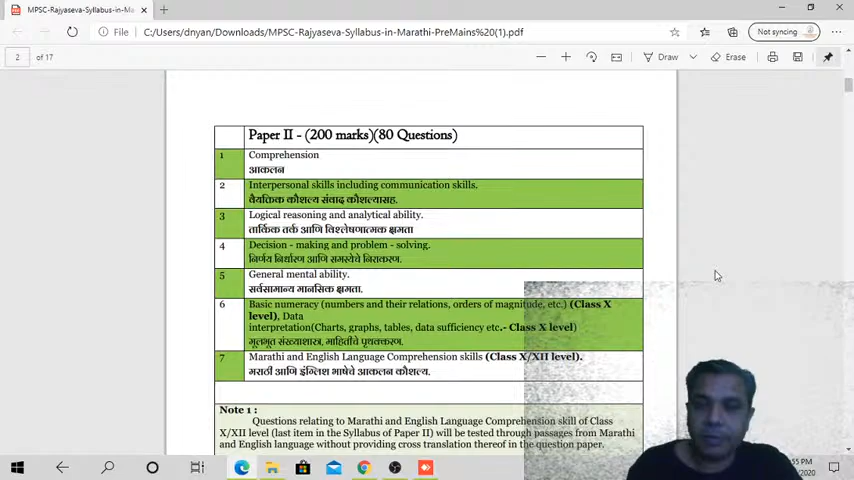 MPSC-Rajyaseva-Syllabus-in-Ma
File C:/Users/dnyan/Downloads/MPSC-Rajyaseva-Syllabus-in-Marathi-PreMains%20(1).pdf
Not syncing
2 of 17
Draw Erase
Paper II - (200 marks)(80 Questions)
1 Comprehension
आकलन
2 Interpersonal skills including communication skills.
वैयक्तिक कौशल्य संवाद कौशल्यासह.
3 Logical reasoning and analytical ability.
तार्किक तर्क आणि विश्लेषणात्मक क्षमता
4 Decision - making and problem - solving.
निर्णय निर्धारण आणि समस्येचे निराकरण.
5 General mental ability.
सर्वसामान्य मानसिक क्षमता.
6 Basic numeracy (numbers and their relations, orders of magnitude, etc.) (Class X
level), Data
interpretation(Charts, graphs, tables, data sufficiency etc.- Class X level)
मूलभूत संख्याशास्त्र, माहितीचे पृथक्करण.
7 Marathi and English Language Comprehension skills (Class X/XII level).
मराठी आणि इंग्लिश भाषेचे आकलन कौशल्य.
Note 1 :
Questions relating to Marathi and English Language Comprehension skill of Class
X/XII level (last item in the Syllabus of Paper II) will be tested through passages from Marathi
and English language without providing cross translation thereof in the question paper.